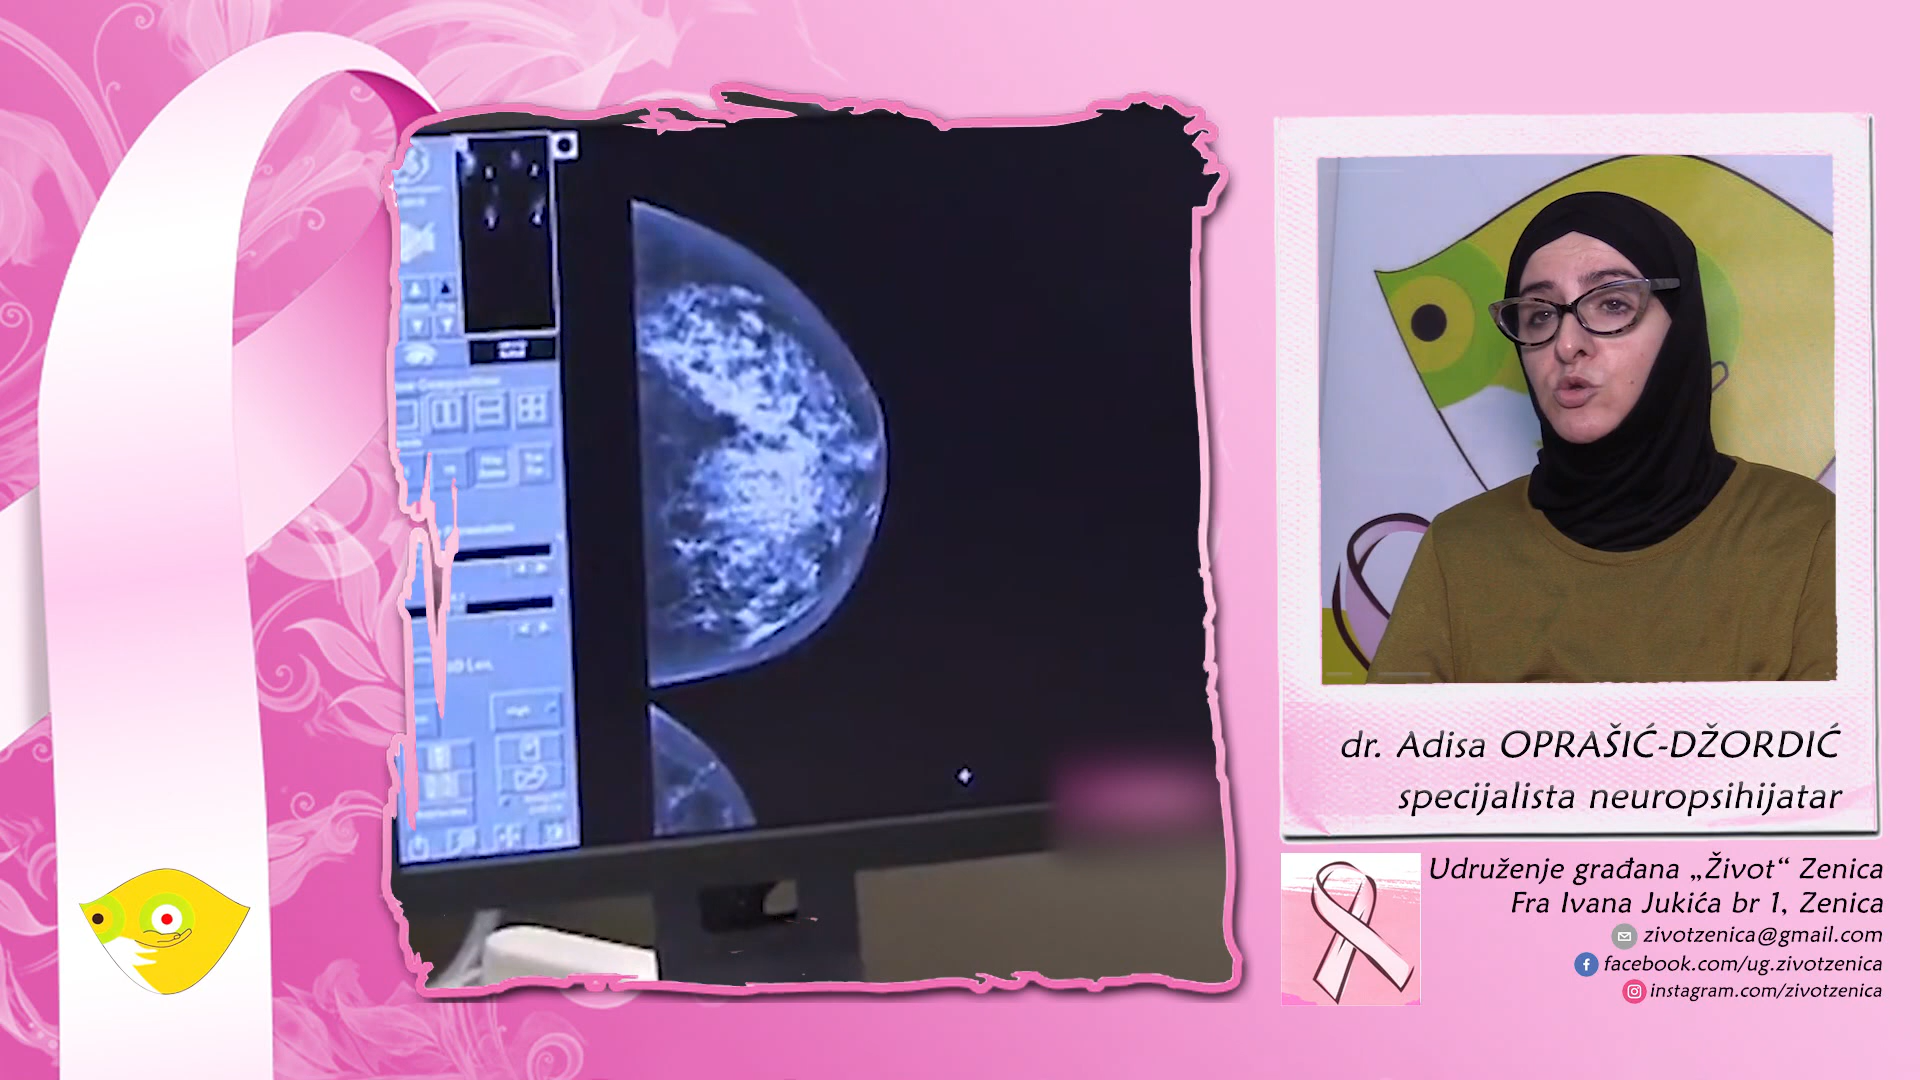 dr. Adisa OPRAŠIĆ-DŽORDIĆ
specijalista neuropsihijatar
Udruženje građana „Život“ Zenica
Fra Ivana Jukića br 1, Zenica
zivotzenica@gmail.com
facebook.com/ug.zivotzenica
instagram.com/zivotzenica